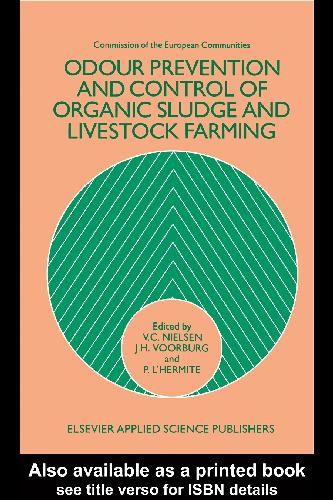 Commission of the European Communities
ODOUR PREVENTION
AND CONTROL OF
ORGANIC SLUDGE AND
LIVESTOCK FARMING
Edited by
V.C. NIELSEN
J.H. VOORBURG
and
P. L'HERMITE
ELSEVIER APPLIED SCIENCE PUBLISHERS
Also available as a printed book
see title verso for ISBN details